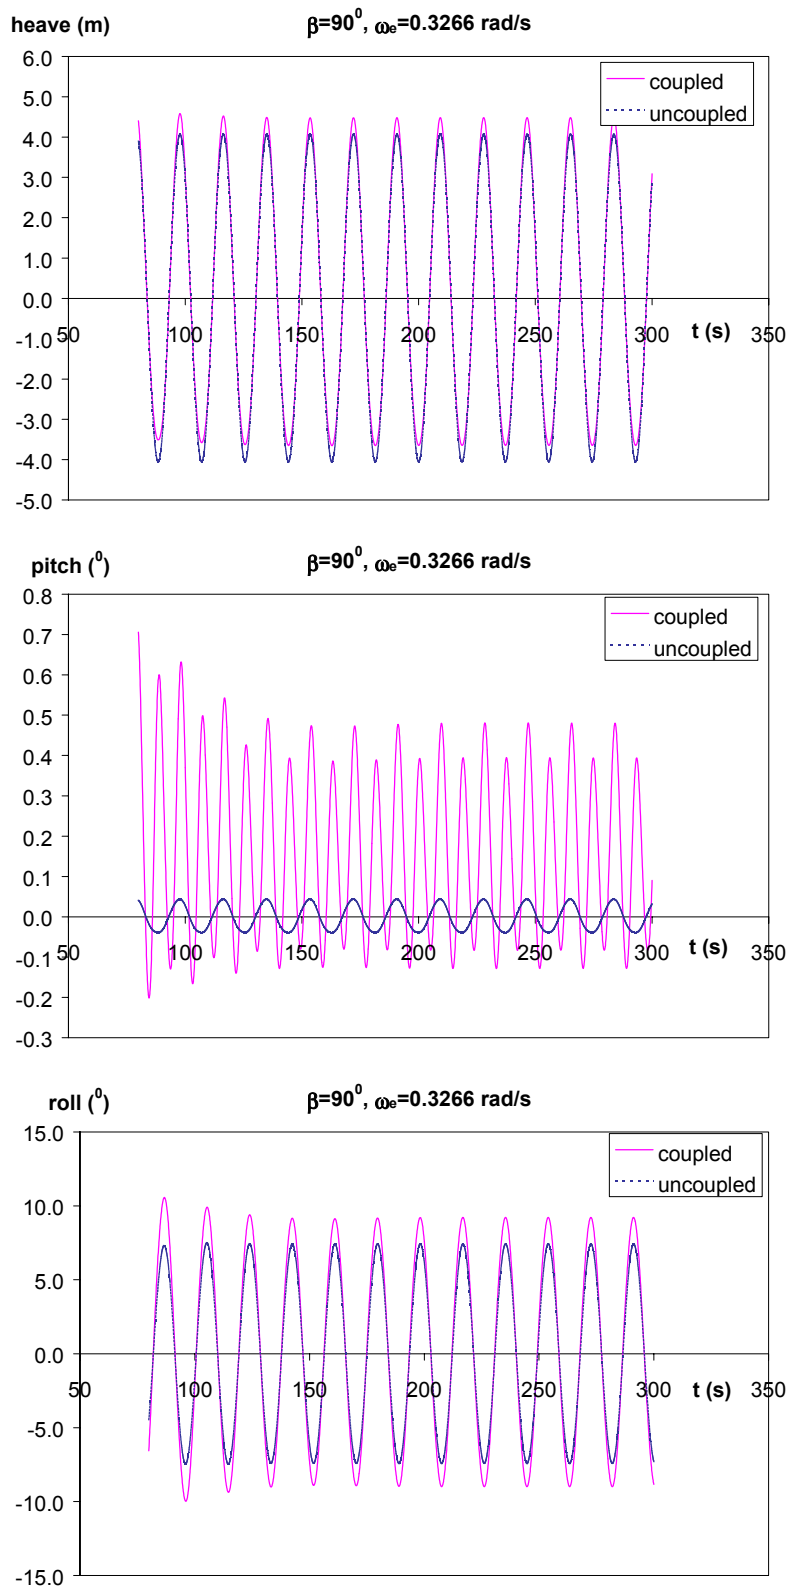 heave (m)
β=90⁰, ωe=0.3266 rad/s
6.0
coupled
uncoupled
5.0
4.0
3.0
2.0
1.0
0.0
-1.0
-2.0
-3.0
-4.0
-5.0
50 100 150 200 250 300 350
t (s)
pitch (⁰)
β=90⁰, ωe=0.3266 rad/s
0.8
coupled
uncoupled
0.7
0.6
0.5
0.4
0.3
0.2
0.1
0.0
-0.1
-0.2
-0.3
50 100 150 200 250 300 350
t (s)
roll (⁰)
β=90⁰, ωe=0.3266 rad/s
15.0
coupled
uncoupled
10.0
5.0
0.0
-5.0
-10.0
-15.0
50 100 150 200 250 300 350
t (s)